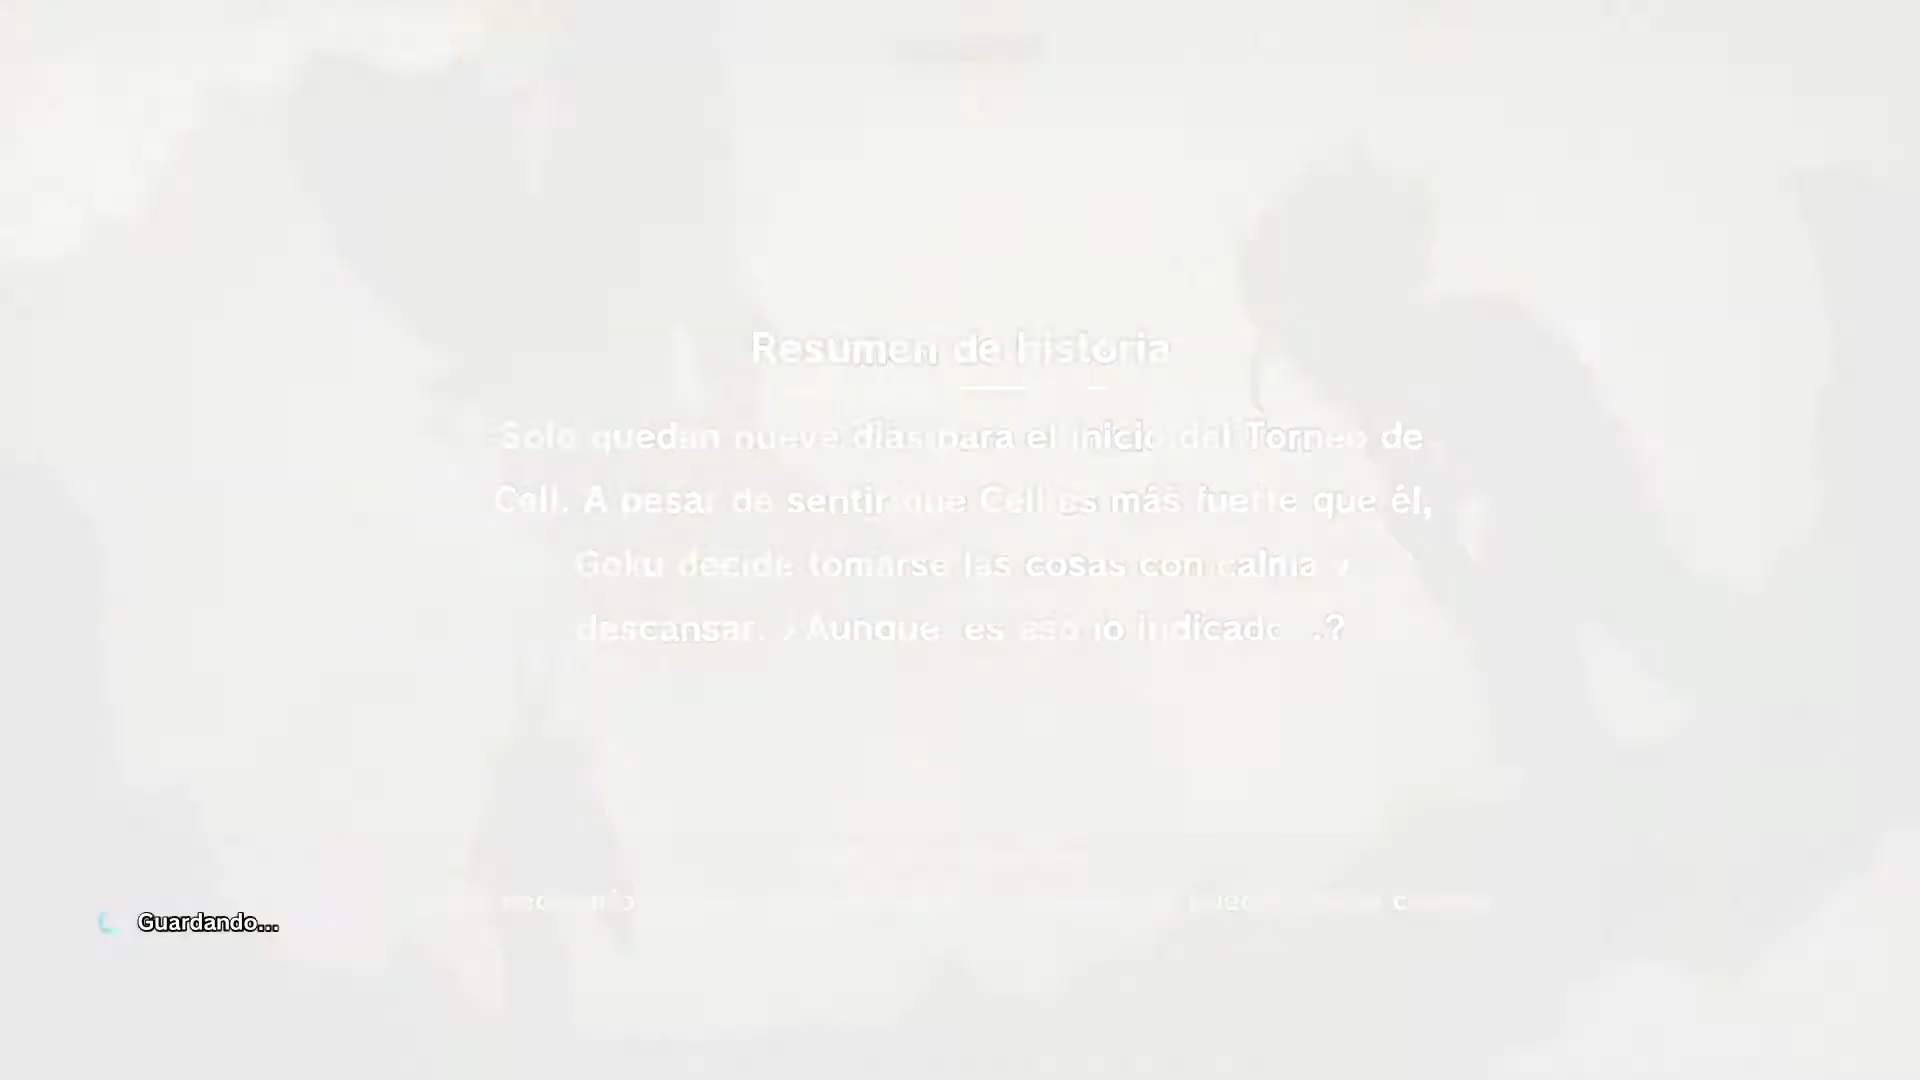 Resumen de historia
Solo quedan nueve días para el inicio del Torneo de
Cell. A pesar de sentir que Cell es más fuerte que él,
Goku decide tomarse las cosas con calma y
descansar. ¿Aunque es eso lo indicado...?
Guardando...